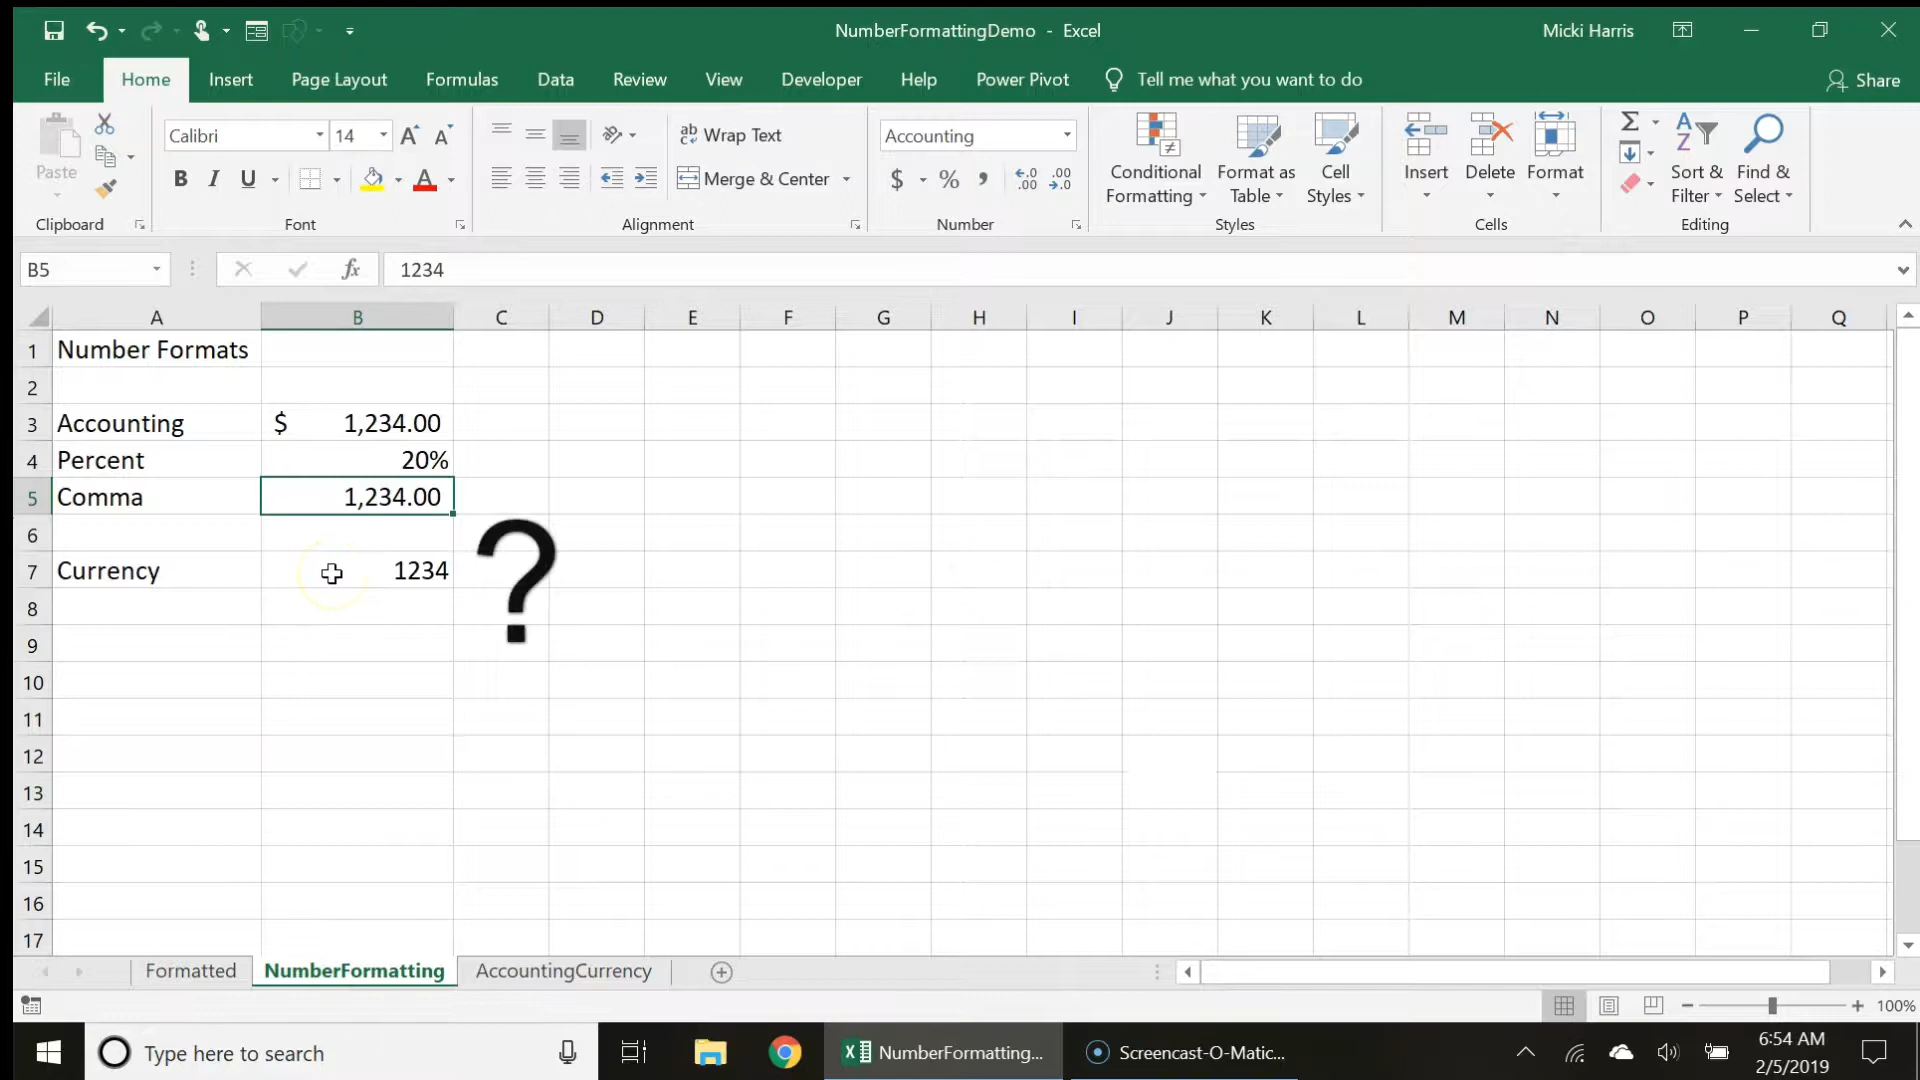 NumberFormattingDemo - Excel
Micki Harris
File Home Insert Page Layout Formulas Data Review View Developer Help Power Pivot Tell me what you want to do Share
Paste
Clipboard
Calibri 14
B I U
Font
Wrap Text
Merge & Center
Alignment
Accounting
$ % ,
Number
Conditional Formatting
Format as Table
Cell Styles
Styles
Insert
Delete
Format
Cells
Sort & Filter
Find & Select
Editing
B5 fx 1234
A B C D E F G H I J K L M N O P Q
1 Number Formats
2
3 Accounting $ 1,234.00
4 Percent 20%
5 Comma 1,234.00
6
7 Currency 1234 ?
8
9
10
11
12
13
14
15
16
17
Formatted NumberFormatting AccountingCurrency
100%
Type here to search
NumberFormatting...
Screencast-O-Matic...
6:54 AM
2/5/2019